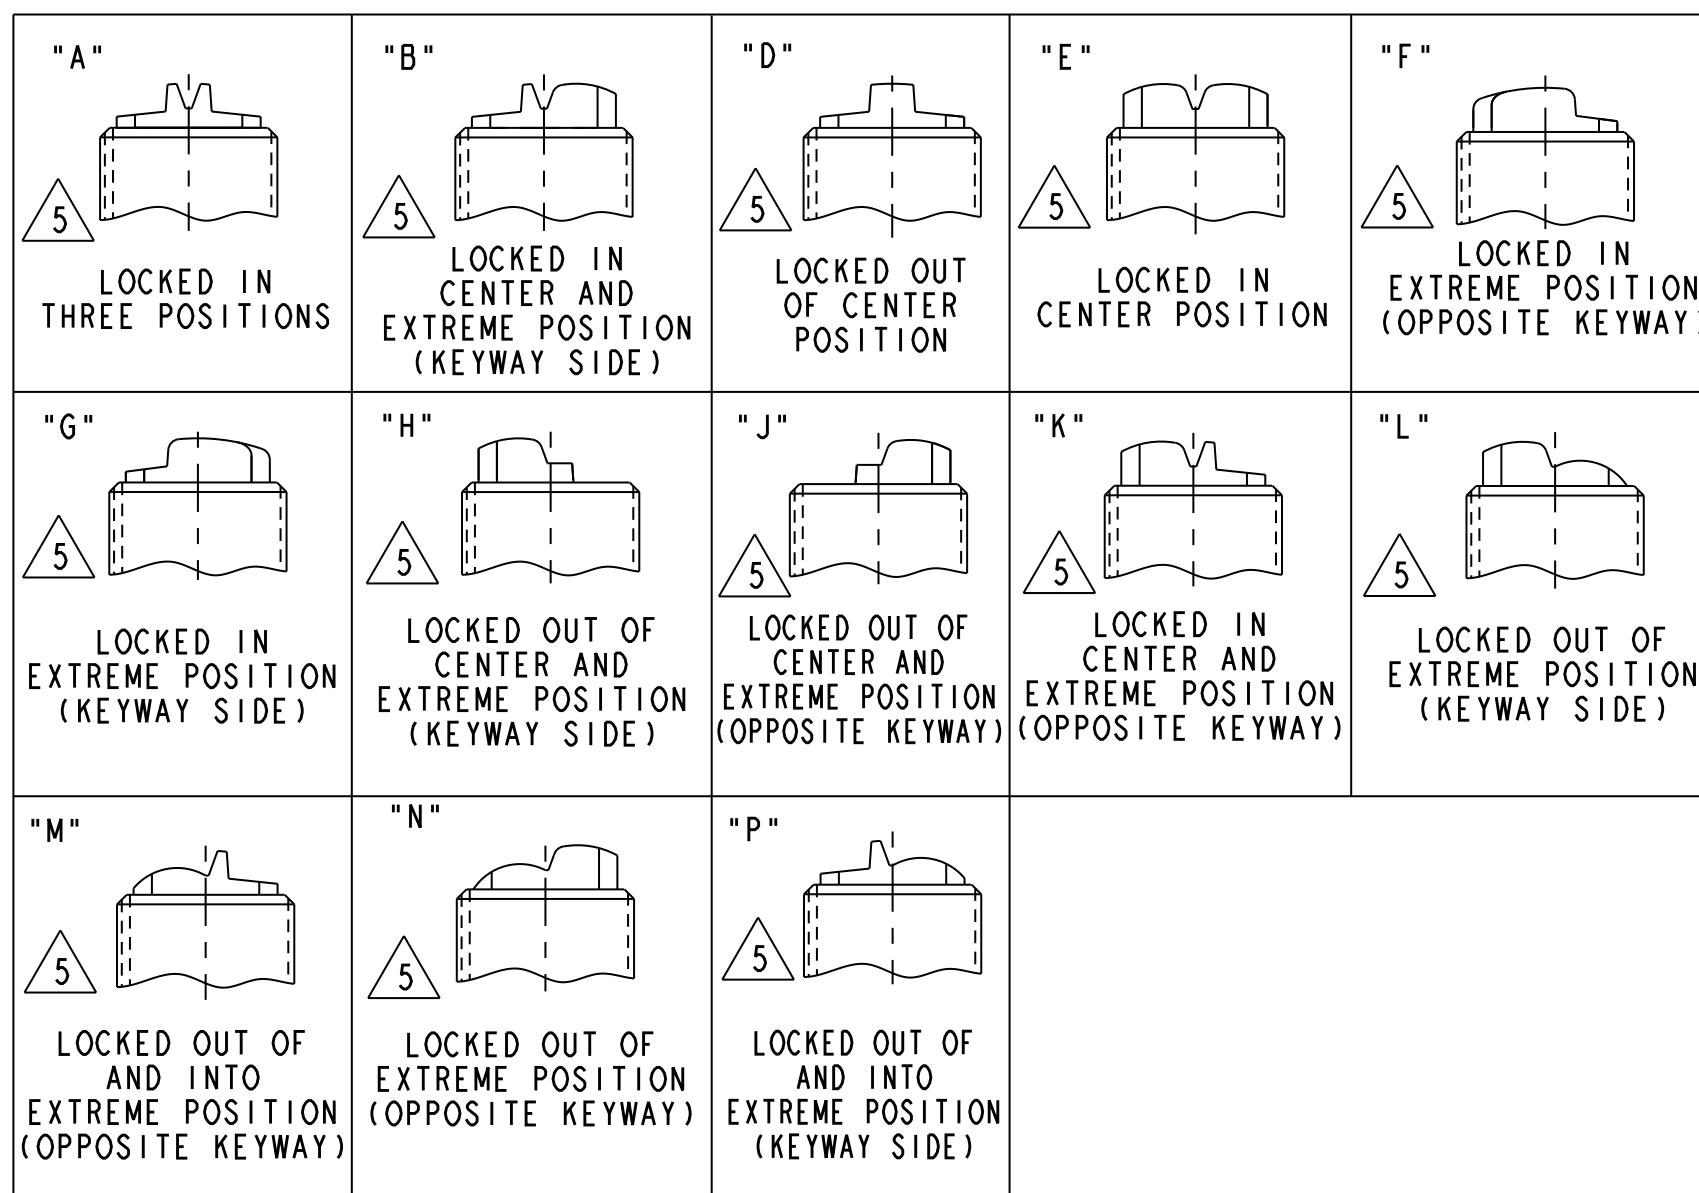 "A"
5
LOCKED IN
THREE POSITIONS
"B"
5
LOCKED IN
CENTER AND
EXTREME POSITION
(KEYWAY SIDE)
"D"
5
LOCKED OUT
OF CENTER
POSITION
"E"
5
LOCKED IN
CENTER POSITION
"F"
5
LOCKED IN
EXTREME POSITION
(OPPOSITE KEYWAY)
"G"
5
LOCKED IN
EXTREME POSITION
(KEYWAY SIDE)
"H"
5
LOCKED OUT OF
CENTER AND
EXTREME POSITION
(KEYWAY SIDE)
"J"
5
LOCKED OUT OF
CENTER AND
EXTREME POSITION
(OPPOSITE KEYWAY)
"K"
5
LOCKED IN
CENTER AND
EXTREME POSITION
(OPPOSITE KEYWAY)
"L"
5
LOCKED OUT OF
EXTREME POSITION
(KEYWAY SIDE)
"M"
5
LOCKED OUT OF
AND INTO
EXTREME POSITION
(OPPOSITE KEYWAY)
"N"
5
LOCKED OUT OF
EXTREME POSITION
(OPPOSITE KEYWAY)
"P"
5
LOCKED OUT OF
AND INTO
EXTREME POSITION
(KEYWAY SIDE)